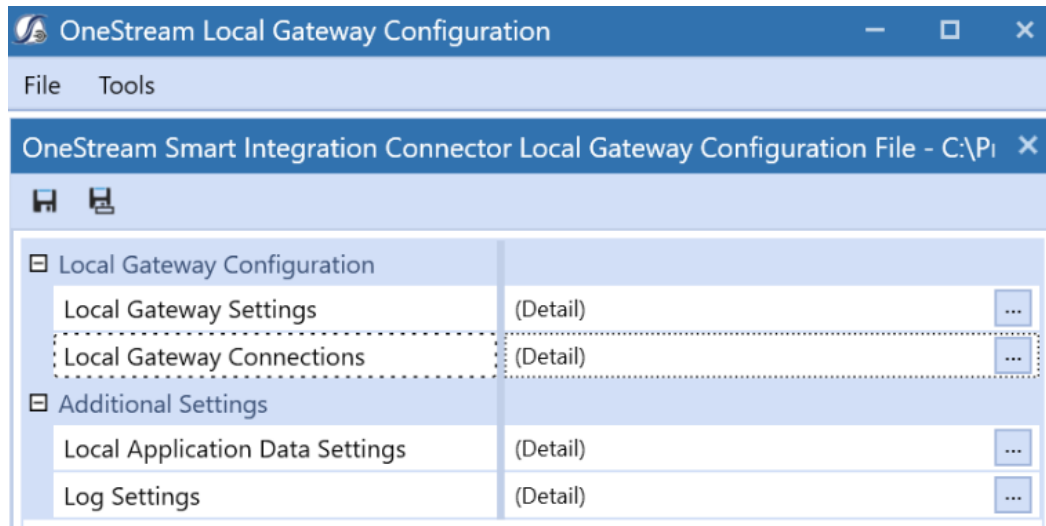 OneStream Local Gateway Configuration
File Tools
OneStream Smart Integration Connector Local Gateway Configuration File - C:\P
Local Gateway Configuration
Local Gateway Settings (Detail) ...
Local Gateway Connections (Detail) ...
Additional Settings
Local Application Data Settings (Detail) ...
Log Settings (Detail) ...